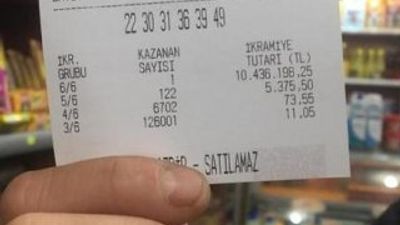 22 30 31 36 39 49
İKR. KAZANAN İKRAMİYE
GRUBU SAYISI TUTARI (TL)
6/6 1 10.436.198,25
5/6 122 5.375,50
4/6 6702 73,55
3/6 126001 11,05
- SATILAMAZ